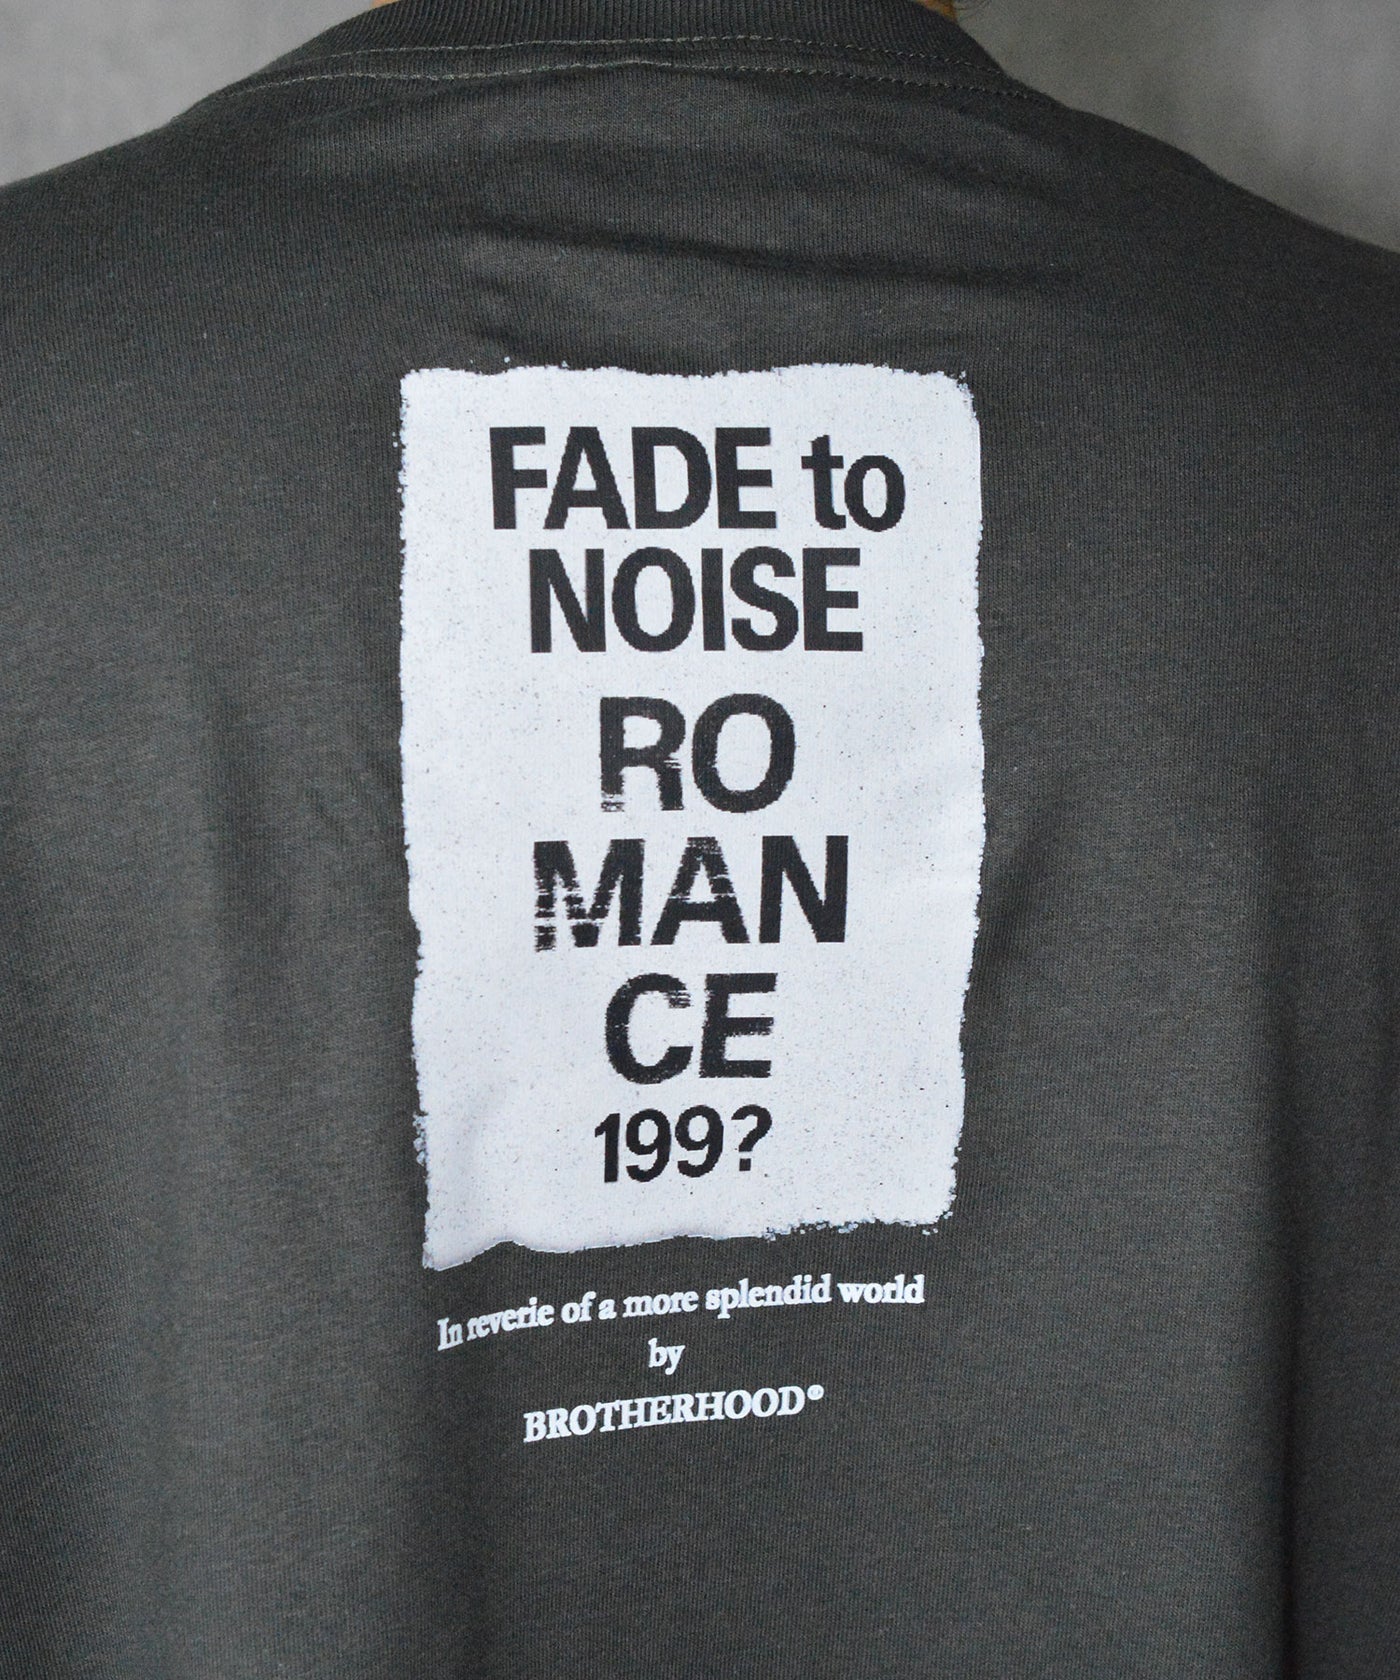 FADE to
NOISE
RO
MAN
CE
199?
In reverie of a more splendid world
by
BROTHERHOOD®